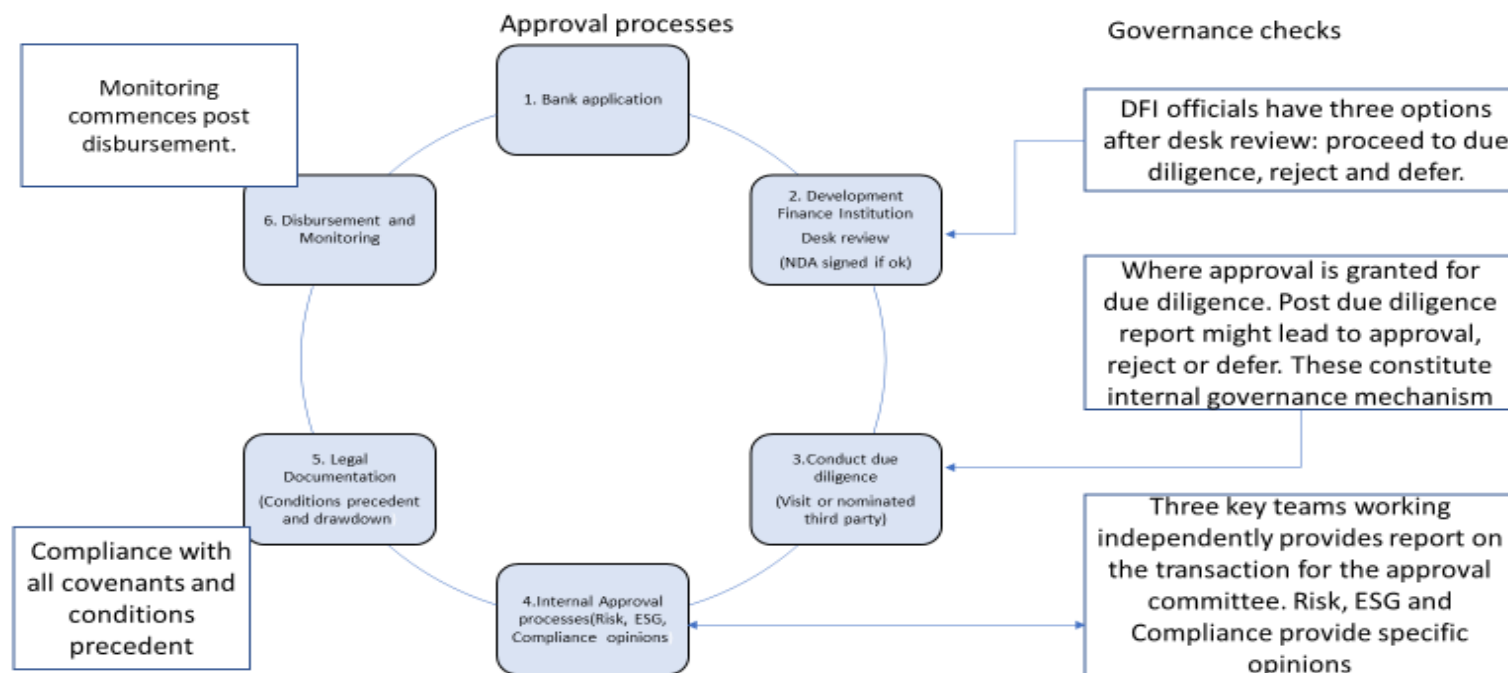 Approval processes
Governance checks
Monitoring
commences post
disbursement.
1. Bank application
DFI officials have three options
after desk review: proceed to due
diligence, reject and defer.
2. Development
Finance Institution
Desk review
(NDA signed if ok)
6. Disbursement and
Monitoring
Where approval is granted for
due diligence. Post due diligence
report might lead to approval,
reject or defer. These constitute
internal governance mechanism
5. Legal
Documentation
(Conditions precedent
and drawdown)
3.Conduct due
diligence
(Visit or nominated
third party)
Compliance with
all covenants and
conditions
precedent
4.Internal Approval
processes(Risk, ESG,
Compliance opinions
Three key teams working
independently provides report on
the transaction for the approval
committee. Risk, ESG and
Compliance provide specific
opinions